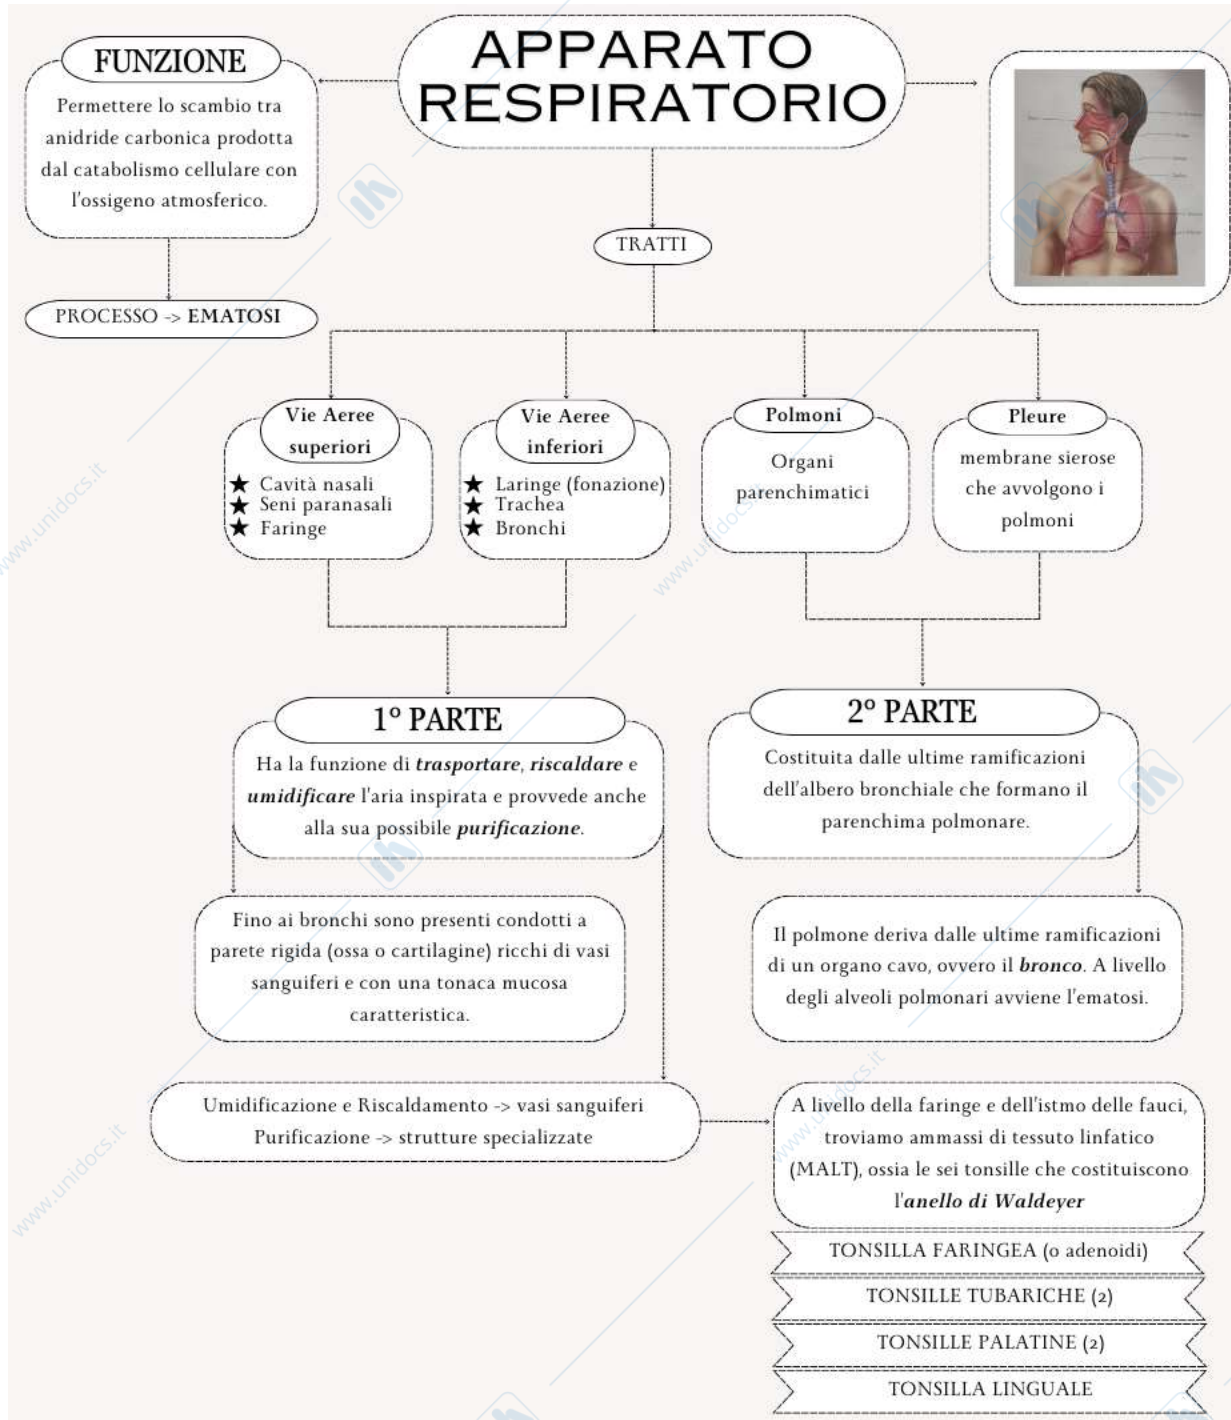 APPARATO
RESPIRATORIO
FUNZIONE
Permettere lo scambio tra
anidride carbonica prodotta
dal catabolismo cellulare con
l'ossigeno atmosferico.
PROCESSO -> EMATOSI
TRATTI
Vie Aeree
superiori
★ Cavità nasali
★ Seni paranasali
★ Faringe
Vie Aeree
inferiori
★ Laringe (fonazione)
★ Trachea
★ Bronchi
Polmoni
Organi
parenchimatici
Pleure
membrane sierose
che avvolgono i
polmoni
1° PARTE
Ha la funzione di trasportare, riscaldare e
umidificare l'aria inspirata e provvede anche
alla sua possibile purificazione.
2° PARTE
Costituita dalle ultime ramificazioni
dell'albero bronchiale che formano il
parenchima polmonare.
Fino ai bronchi sono presenti condotti a
parete rigida (ossa o cartilagine) ricchi di vasi
sanguiferi e con una tonaca mucosa
caratteristica.
Il polmone deriva dalle ultime ramificazioni
di un organo cavo, ovvero il bronco. A livello
degli alveoli polmonari avviene l'ematosi.
Umidificazione e Riscaldamento -> vasi sanguiferi
Purificazione -> strutture specializzate
A livello della faringe e dell'istmo delle fauci,
troviamo ammassi di tessuto linfatico
(MALT), ossia le sei tonsille che costituiscono
l'anello di Waldeyer
TONSILLA FARINGEA (o adenoidi)
TONSILLE TUBARICHE (2)
TONSILLE PALATINE (2)
TONSILLA LINGUALE
www.unidocs.it
www.unidocs.it
www.unidocs.it
www.unidocs.it